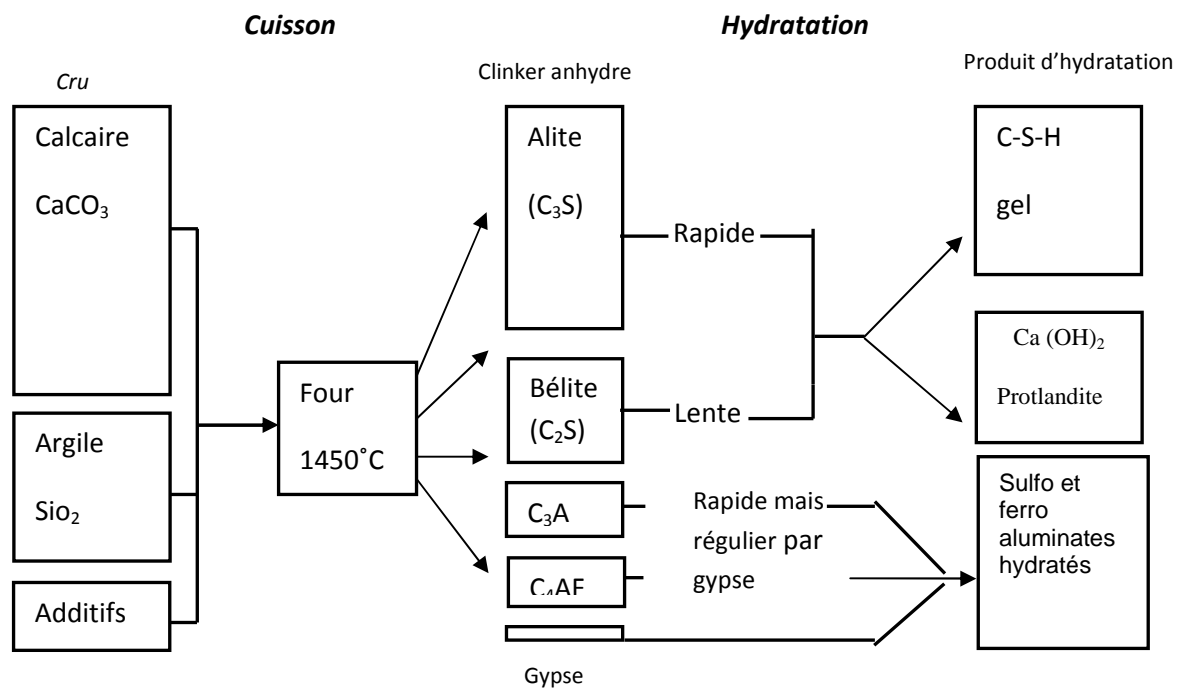 Cuisson
Hydratation
Cru
Clinker anhydre
Produit d’hydratation
Calcaire
CaCO₃
Argile
Sio₂
Additifs
Four
1450˚C
Alite
(C₃S)
Bélite
(C₂S)
C₃A
C₄AF
Gypse
Rapide
Lente
Rapide mais
régulier par
gypse
C-S-H
gel
Ca (OH)₂
Protlandite
Sulfo et
ferro
aluminates
hydratés